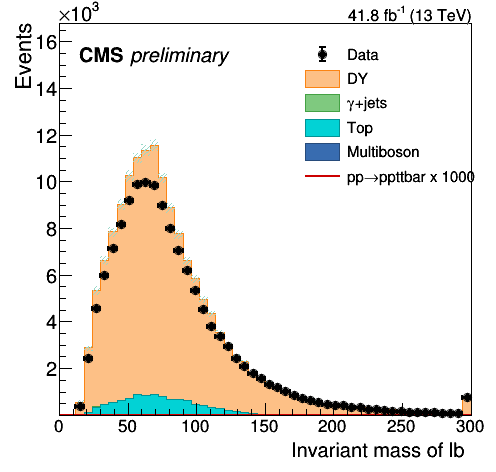 ×10³
41.8 fb⁻¹ (13 TeV)
Events
CMS preliminary
Data
DY
γ+jets
Top
Multiboson
pp→ppttbar x 1000
16
14
12
10
8
6
4
2
0 50 100 150 200 250 300
Invariant mass of lb